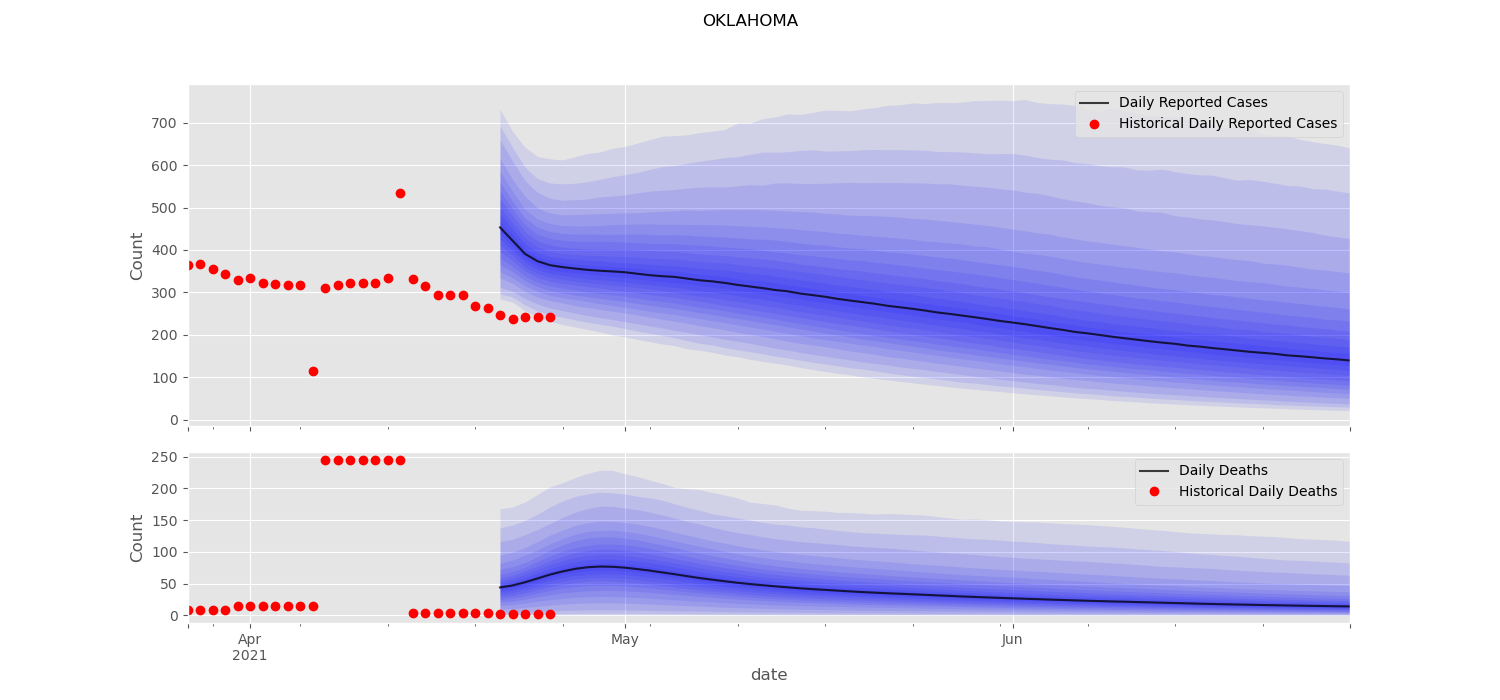 OKLAHOMA
Daily Reported Cases
Historical Daily Reported Cases
Count
700
600
500
400
300
200
100
0
Daily Deaths
Historical Daily Deaths
Count
250
200
150
100
50
0
Apr
2021
May
Jun
date